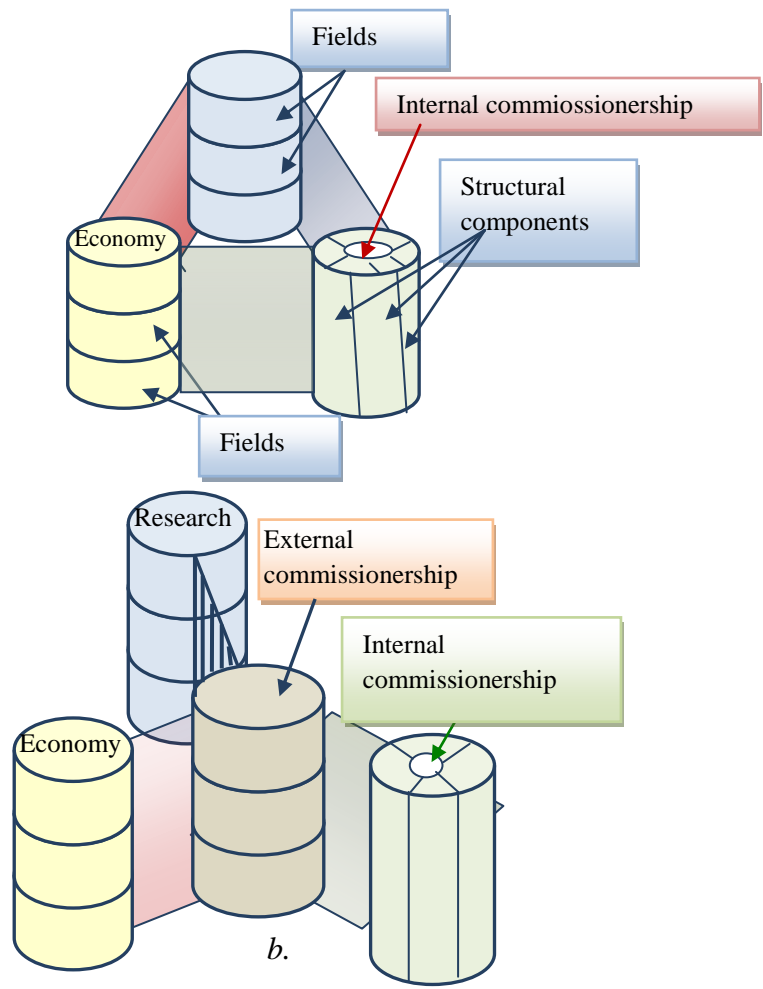 Fields
Internal commiossionership
Structural
components
Economy
Fields
Research
External
commissionership
Internal
commissionership
Economy
b.